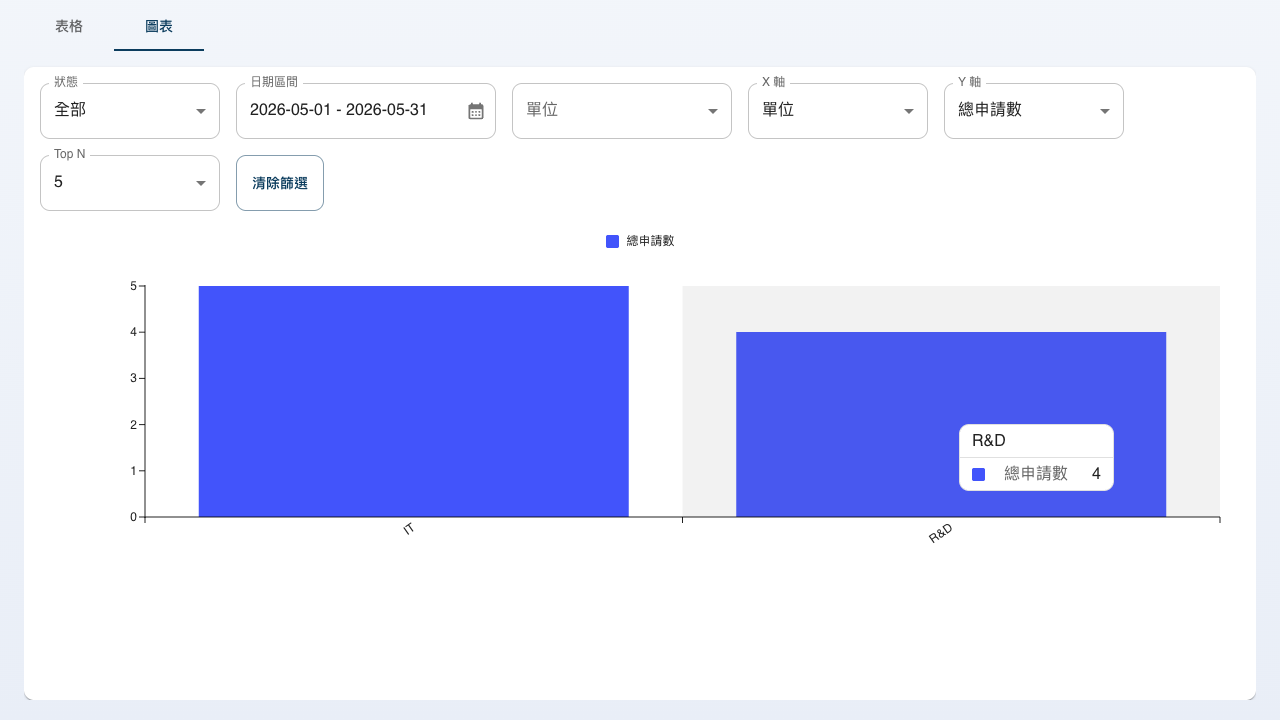 表格 圖表
狀態 日期區間 X 軸 Y 軸
全部 2026-05-01 - 2026-05-31 單位 單位 總申請數
Top N
5 清除篩選
總申請數
5
4
3
2
1
0
IT R&D
R&D
總申請數 4